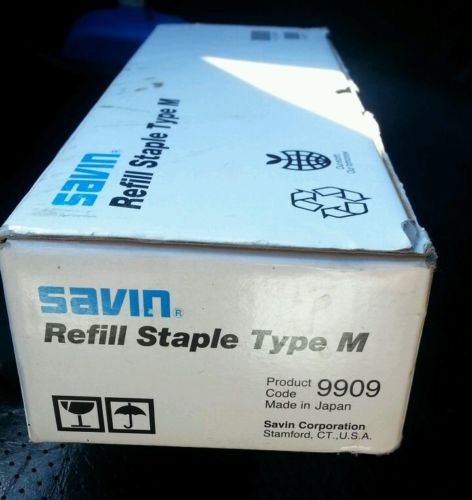 savin®
Refill Staple Type M
savin®
Refill Staple Type M
Product
Code 9909
Made in Japan
Savin Corporation
Stamford, CT.,U.S.A.